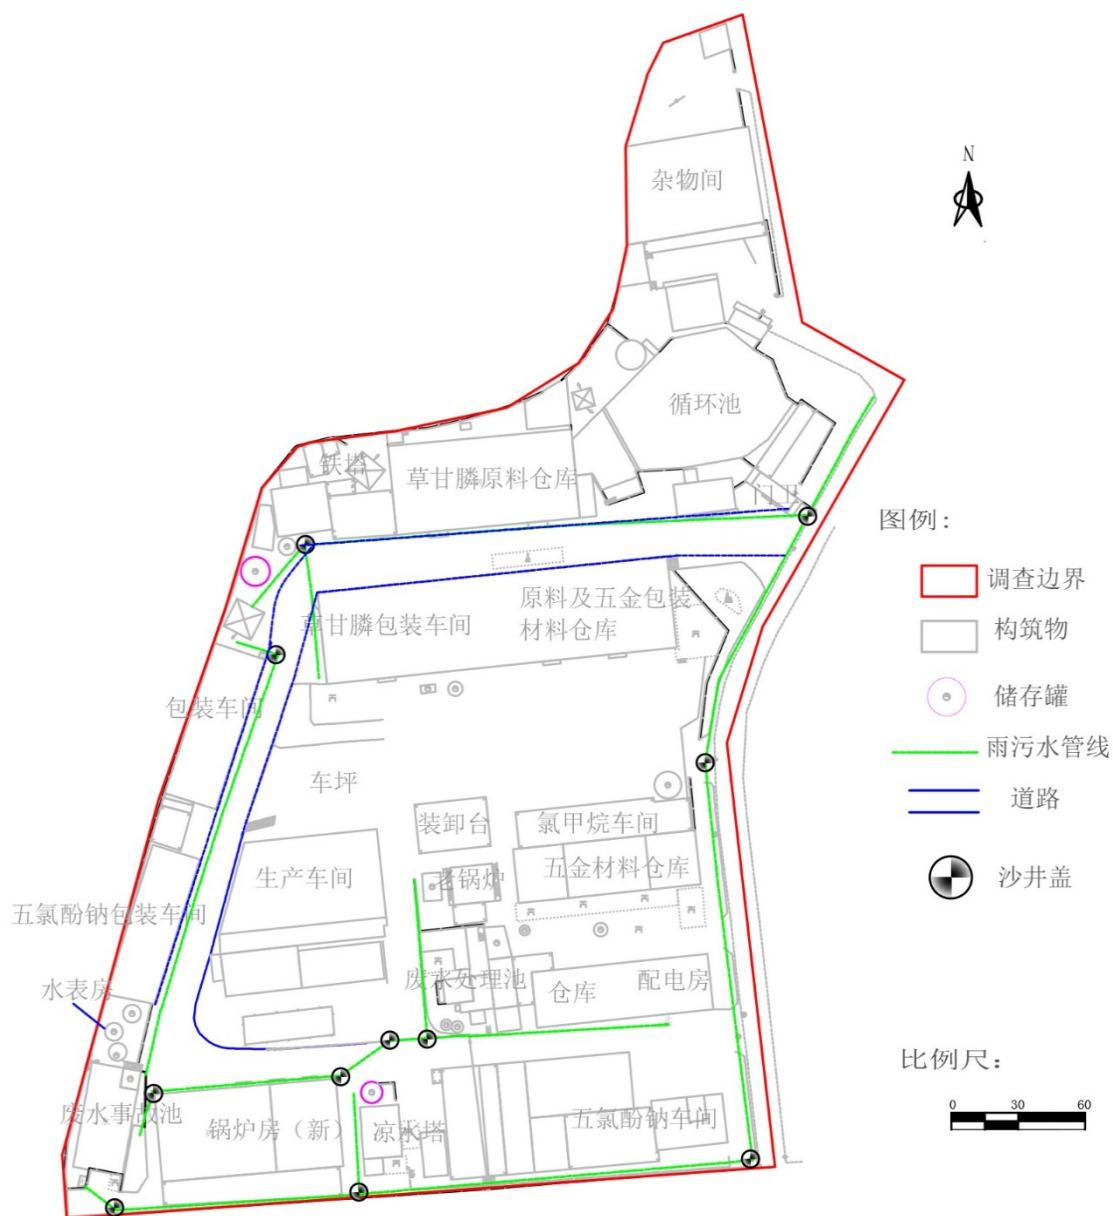 N
杂物间
循环池
铁塔
草甘膦原料仓库
门卫
图例：
调查边界
构筑物
储存罐
雨污水管线
道路
沙井盖
草甘膦包装车间
原料及五金包装
材料仓库
包装车间
车坪
装卸台
氯甲烷车间
生产车间
老锅炉
五金材料仓库
五氯酚钠包装车间
废水处理池
仓库
配电房
水表房
比例尺：
0 30 60
废水事故池
锅炉房（新）
凉水塔
五氯酚钠车间